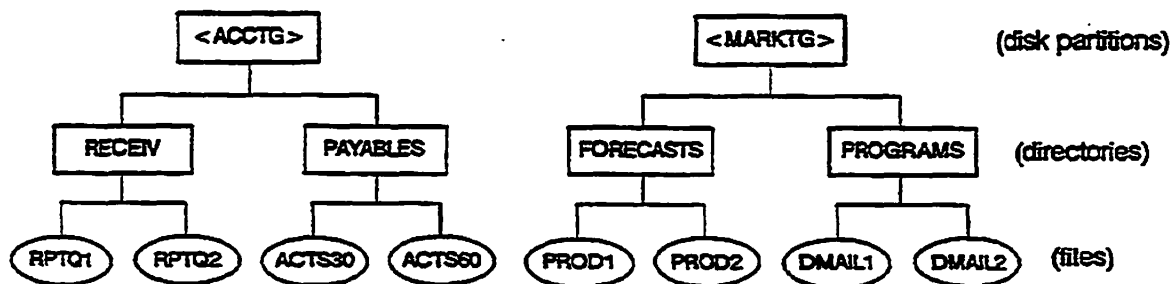 <ACCTG> <MARKTG> (disk partitions)
RECEIV PAYABLES FORECASTS PROGRAMS (directories)
RPTQ1 RPTQ2 ACTS30 ACTS60 PROD1 PROD2 DMAIL1 DMAIL2 (files)